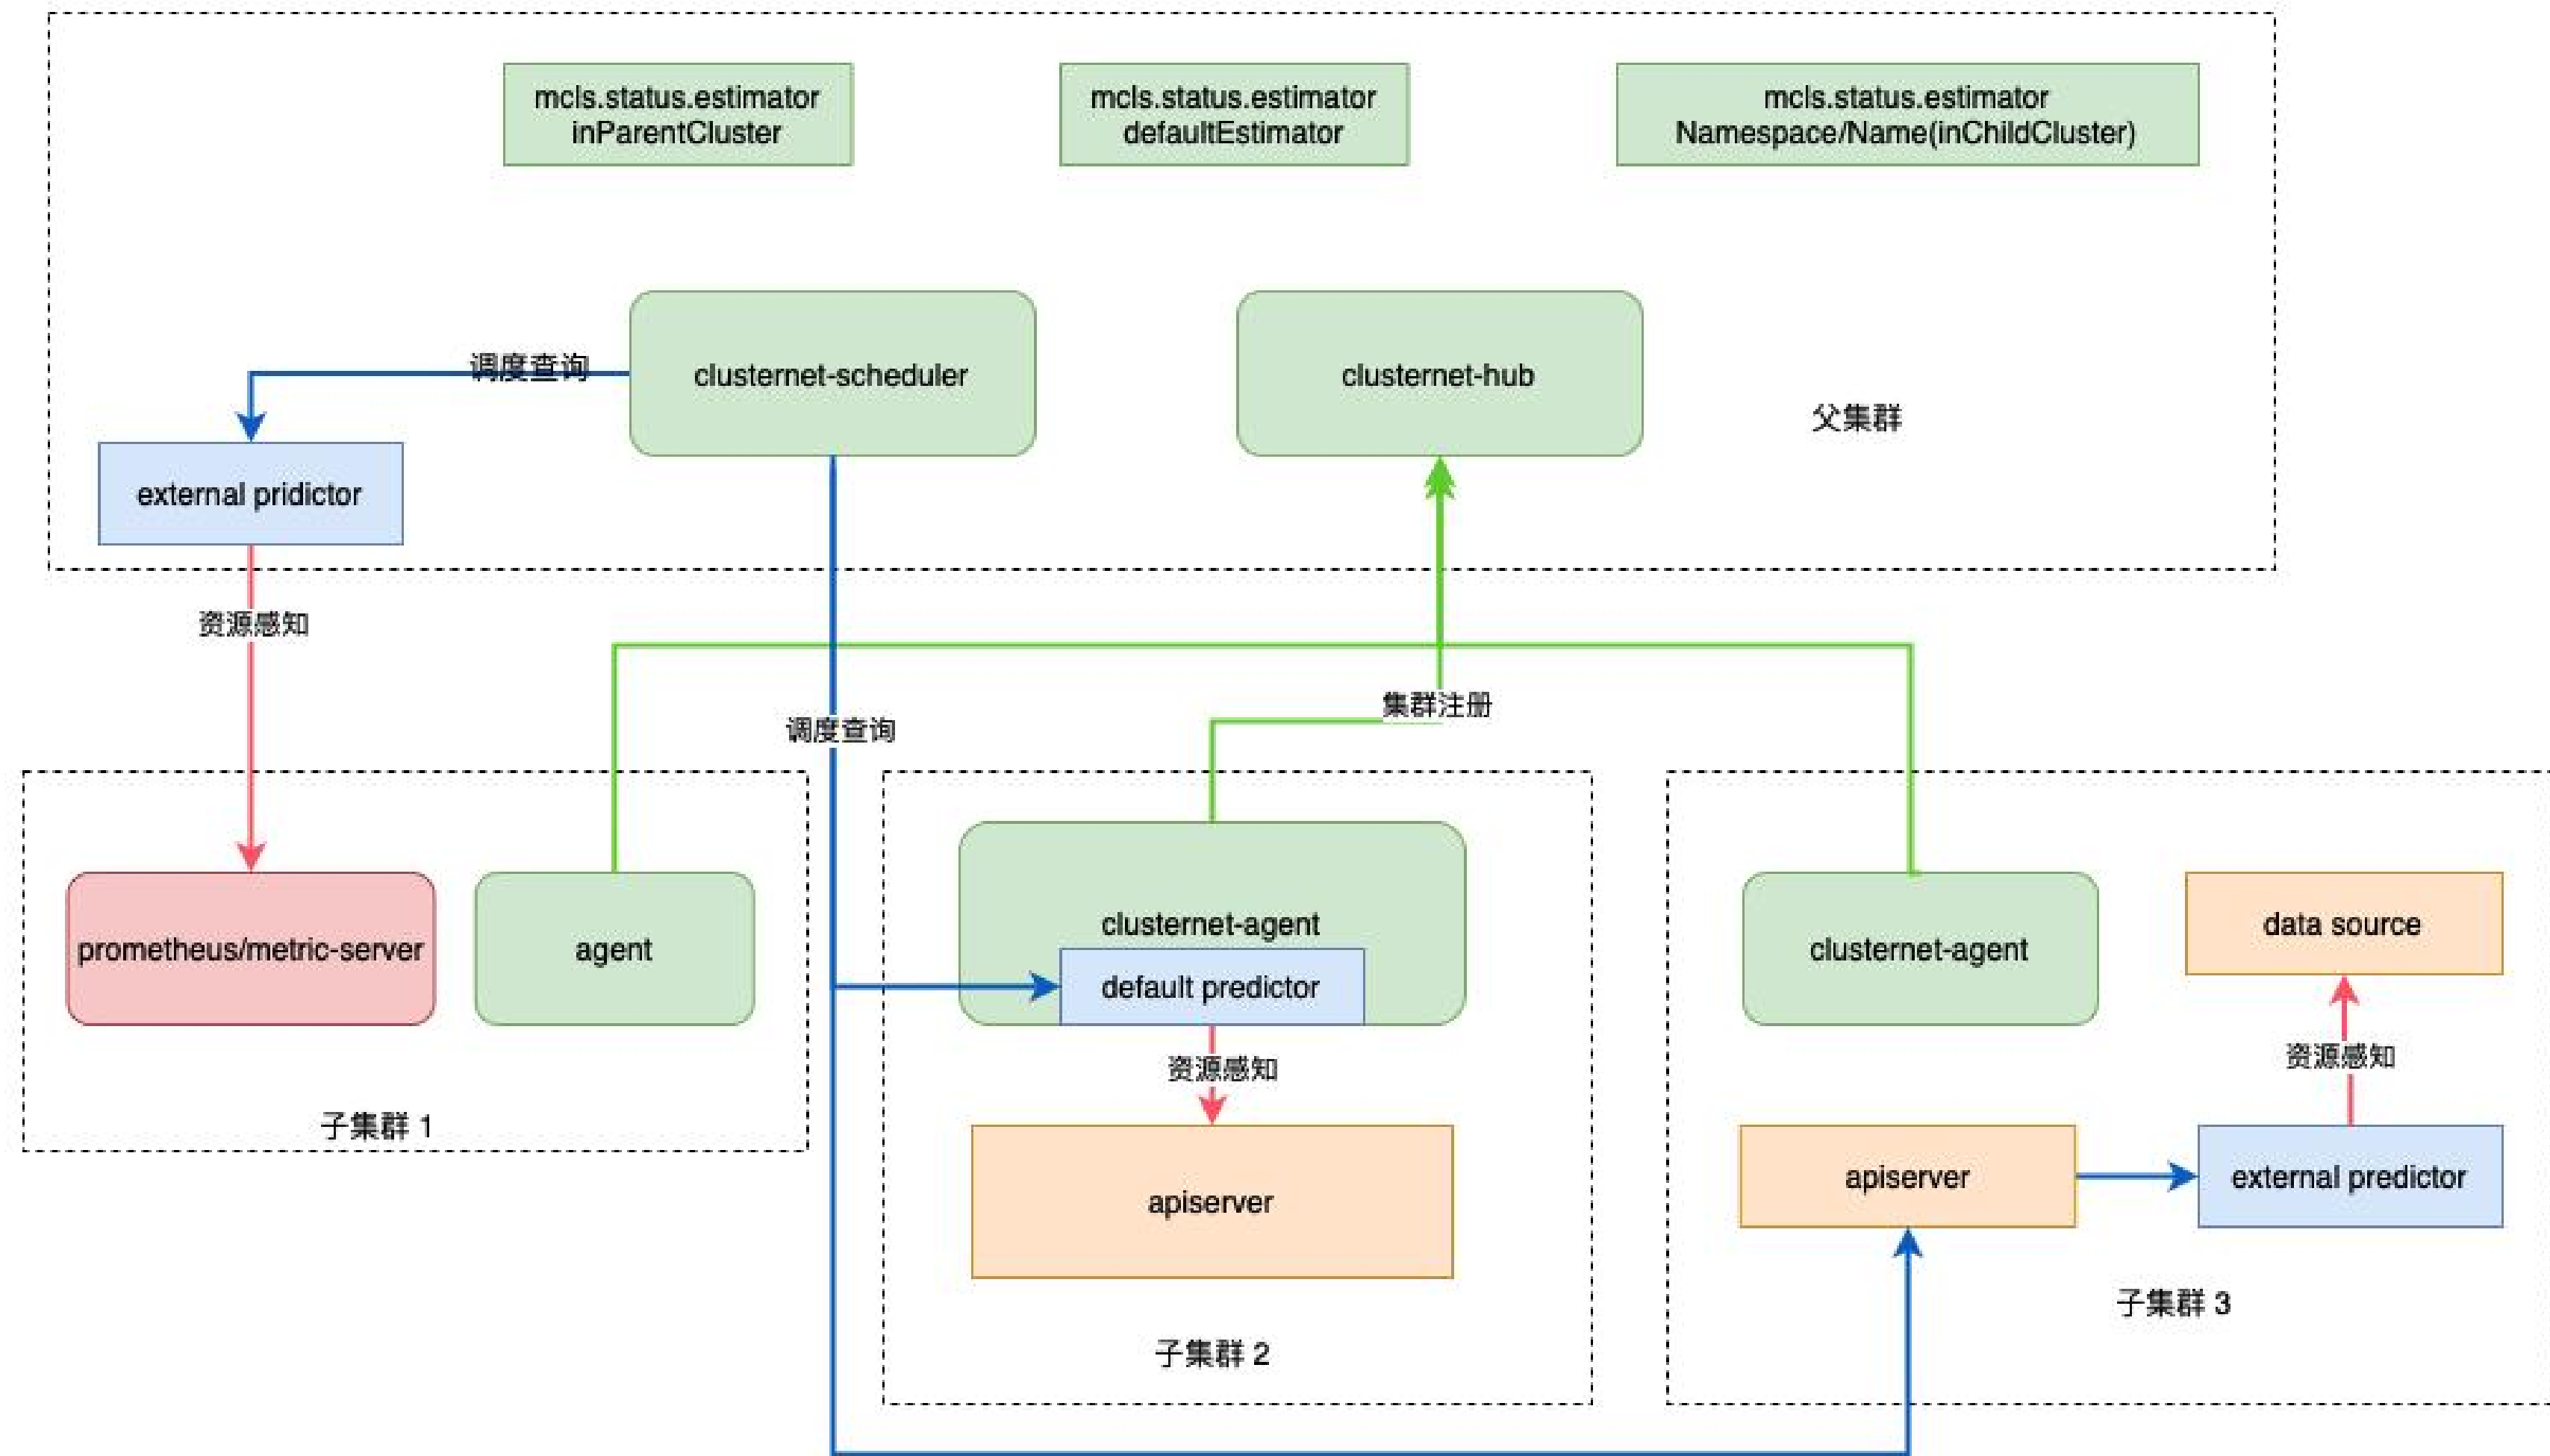 mcls.status.estimator
inParentCluster
mcls.status.estimator
defaultEstimator
mcls.status.estimator
Namespace/Name(inChildCluster)
调度查询
clusternet-scheduler
clusternet-hub
父集群
external pridictor
资源感知
集群注册
调度查询
prometheus/metric-server
agent
clusternet-agent
default predictor
clusternet-agent
data source
资源感知
资源感知
子集群 1
apiserver
apiserver
external predictor
子集群 2
子集群 3